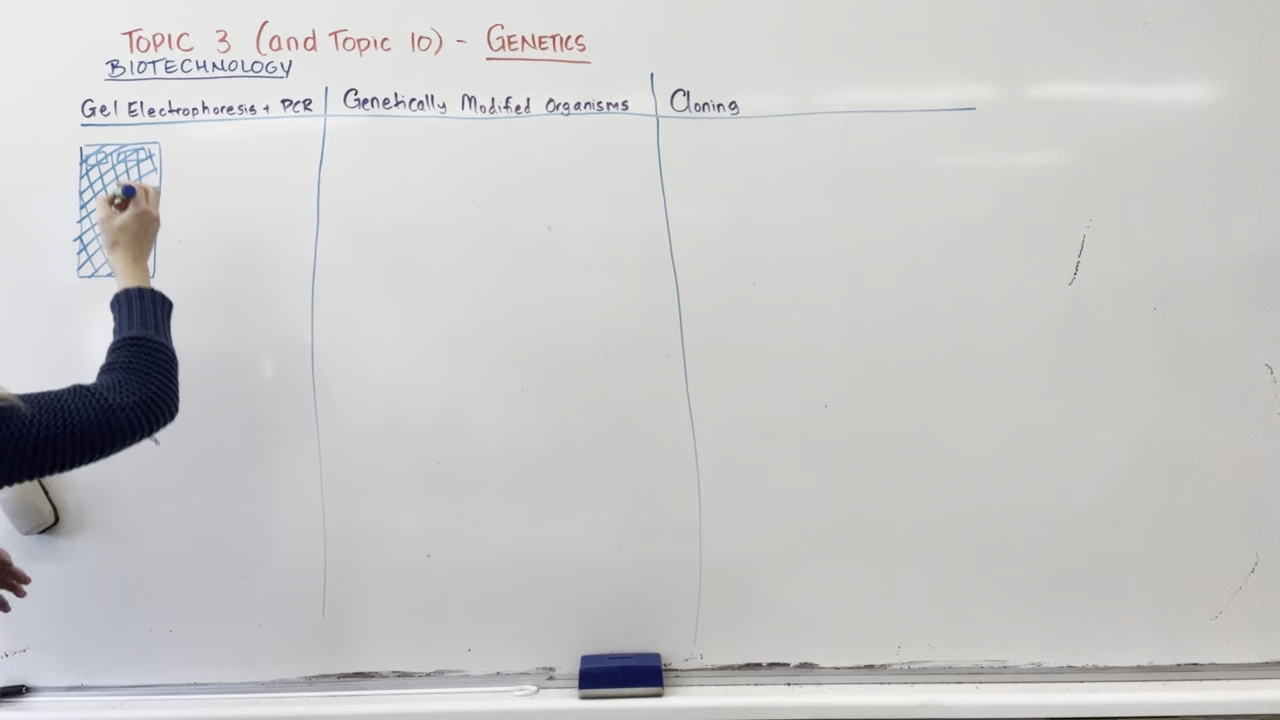 TOPIC 3 (and Topic 10) - GENETICS
BIOTECHNOLOGY
Gel Electrophoresis + PCR
Genetically Modified Organisms
Cloning